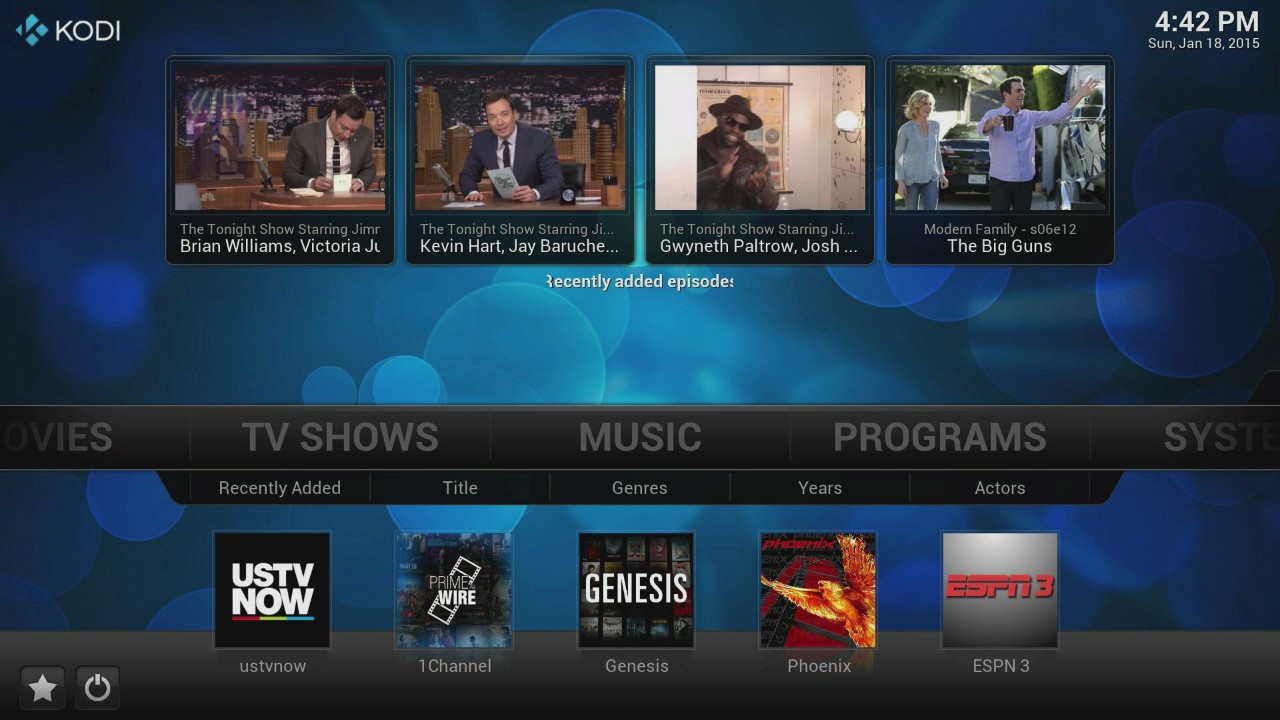 KODI
4:42 PM
Sun, Jan 18, 2015
The Tonight Show Starring Jimr
Brian Williams, Victoria Ju
The Tonight Show Starring Ji...
Kevin Hart, Jay Baruche...
The Tonight Show Starring Ji...
Gwyneth Paltrow, Josh ...
Modern Family - s06e12
The Big Guns
Recently added episodes
OVIES
TV SHOWS
MUSIC
PROGRAMS
SYSTE
Recently Added
Title
Genres
Years
Actors
USTV
NOW
PRIME
WIRE
GENESIS
phoenix
ESPN 3
ustvnow
1Channel
Genesis
Phoenix
ESPN 3